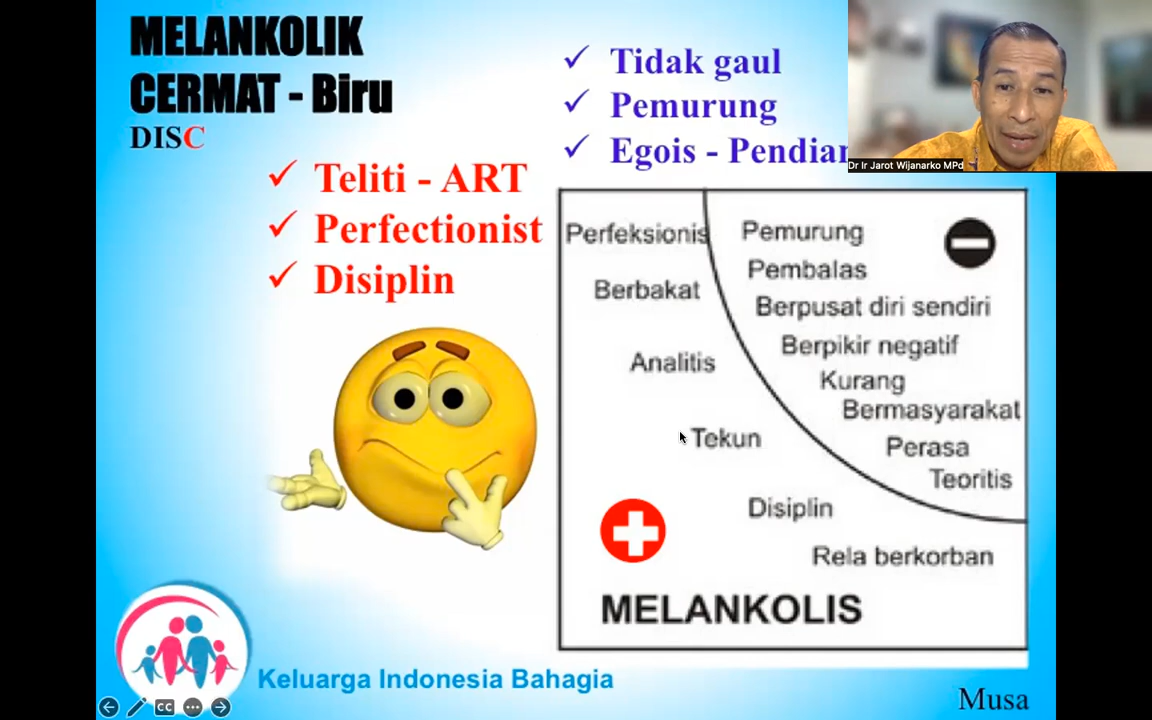 MELANKOLIK
CERMAT - Biru
DISC
✓ Teliti - ART
✓ Perfectionist
✓ Disiplin
✓ Tidak gaul
✓ Pemurung
✓ Egois - Pendiam
Dr Ir Jarot Wijanarko MPd
Perfeksionis
Berbakat
Analitis
Tekun
Disiplin
Rela berkorban
Pemurung
Pembalas
Berpusat diri sendiri
Berpikir negatif
Kurang
Bermasyarakat
Perasa
Teoritis
MELANKOLIS
Keluarga Indonesia Bahagia
Musa
CC